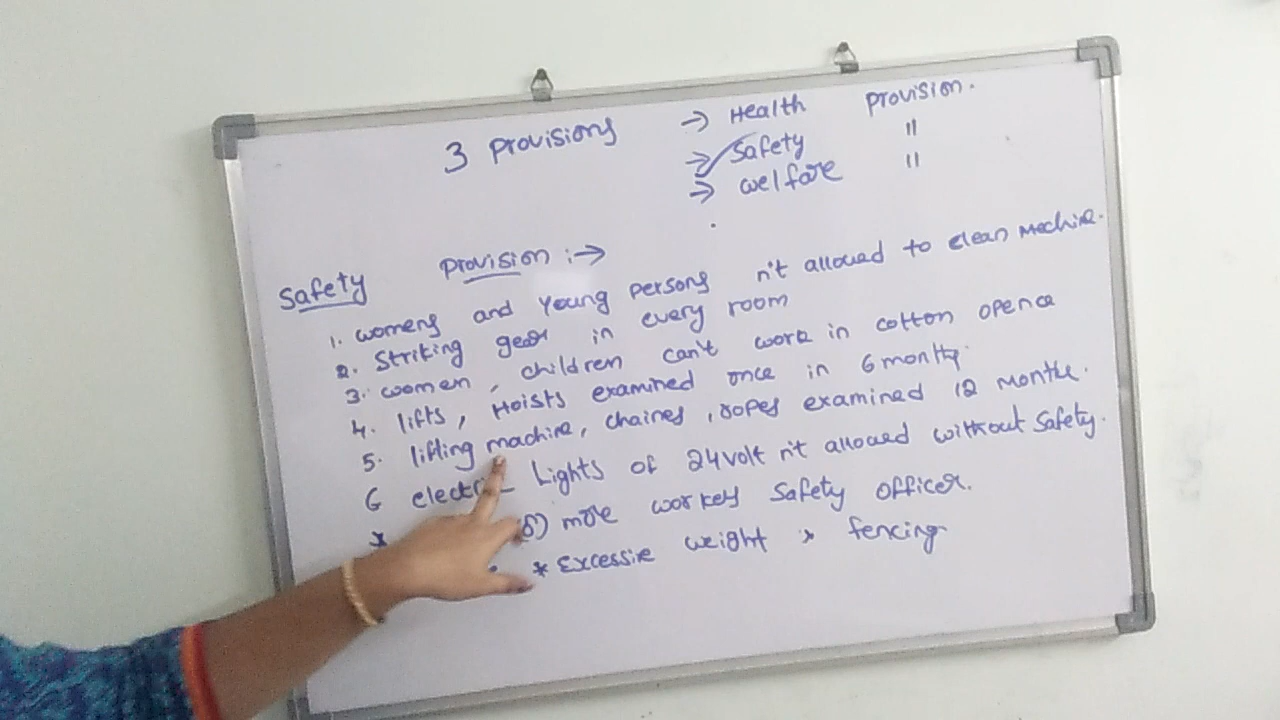 3 Provisions → Health Provision.
→ Safety "
→ welfare "
Safety Provision :→
1. womens and Young Persons n't allowed to clean Machine.
2. Striking gear in every room
3. women, children can't work in cotton openca
4. lifts, Hoists examined once in 6 months.
5. lifting machine, chaines, ropes examined 12 Months.
6 Lights of 24volt n't allowed without Safety.
* (or) more workers Safety officer.
* Excessie weight * fencing